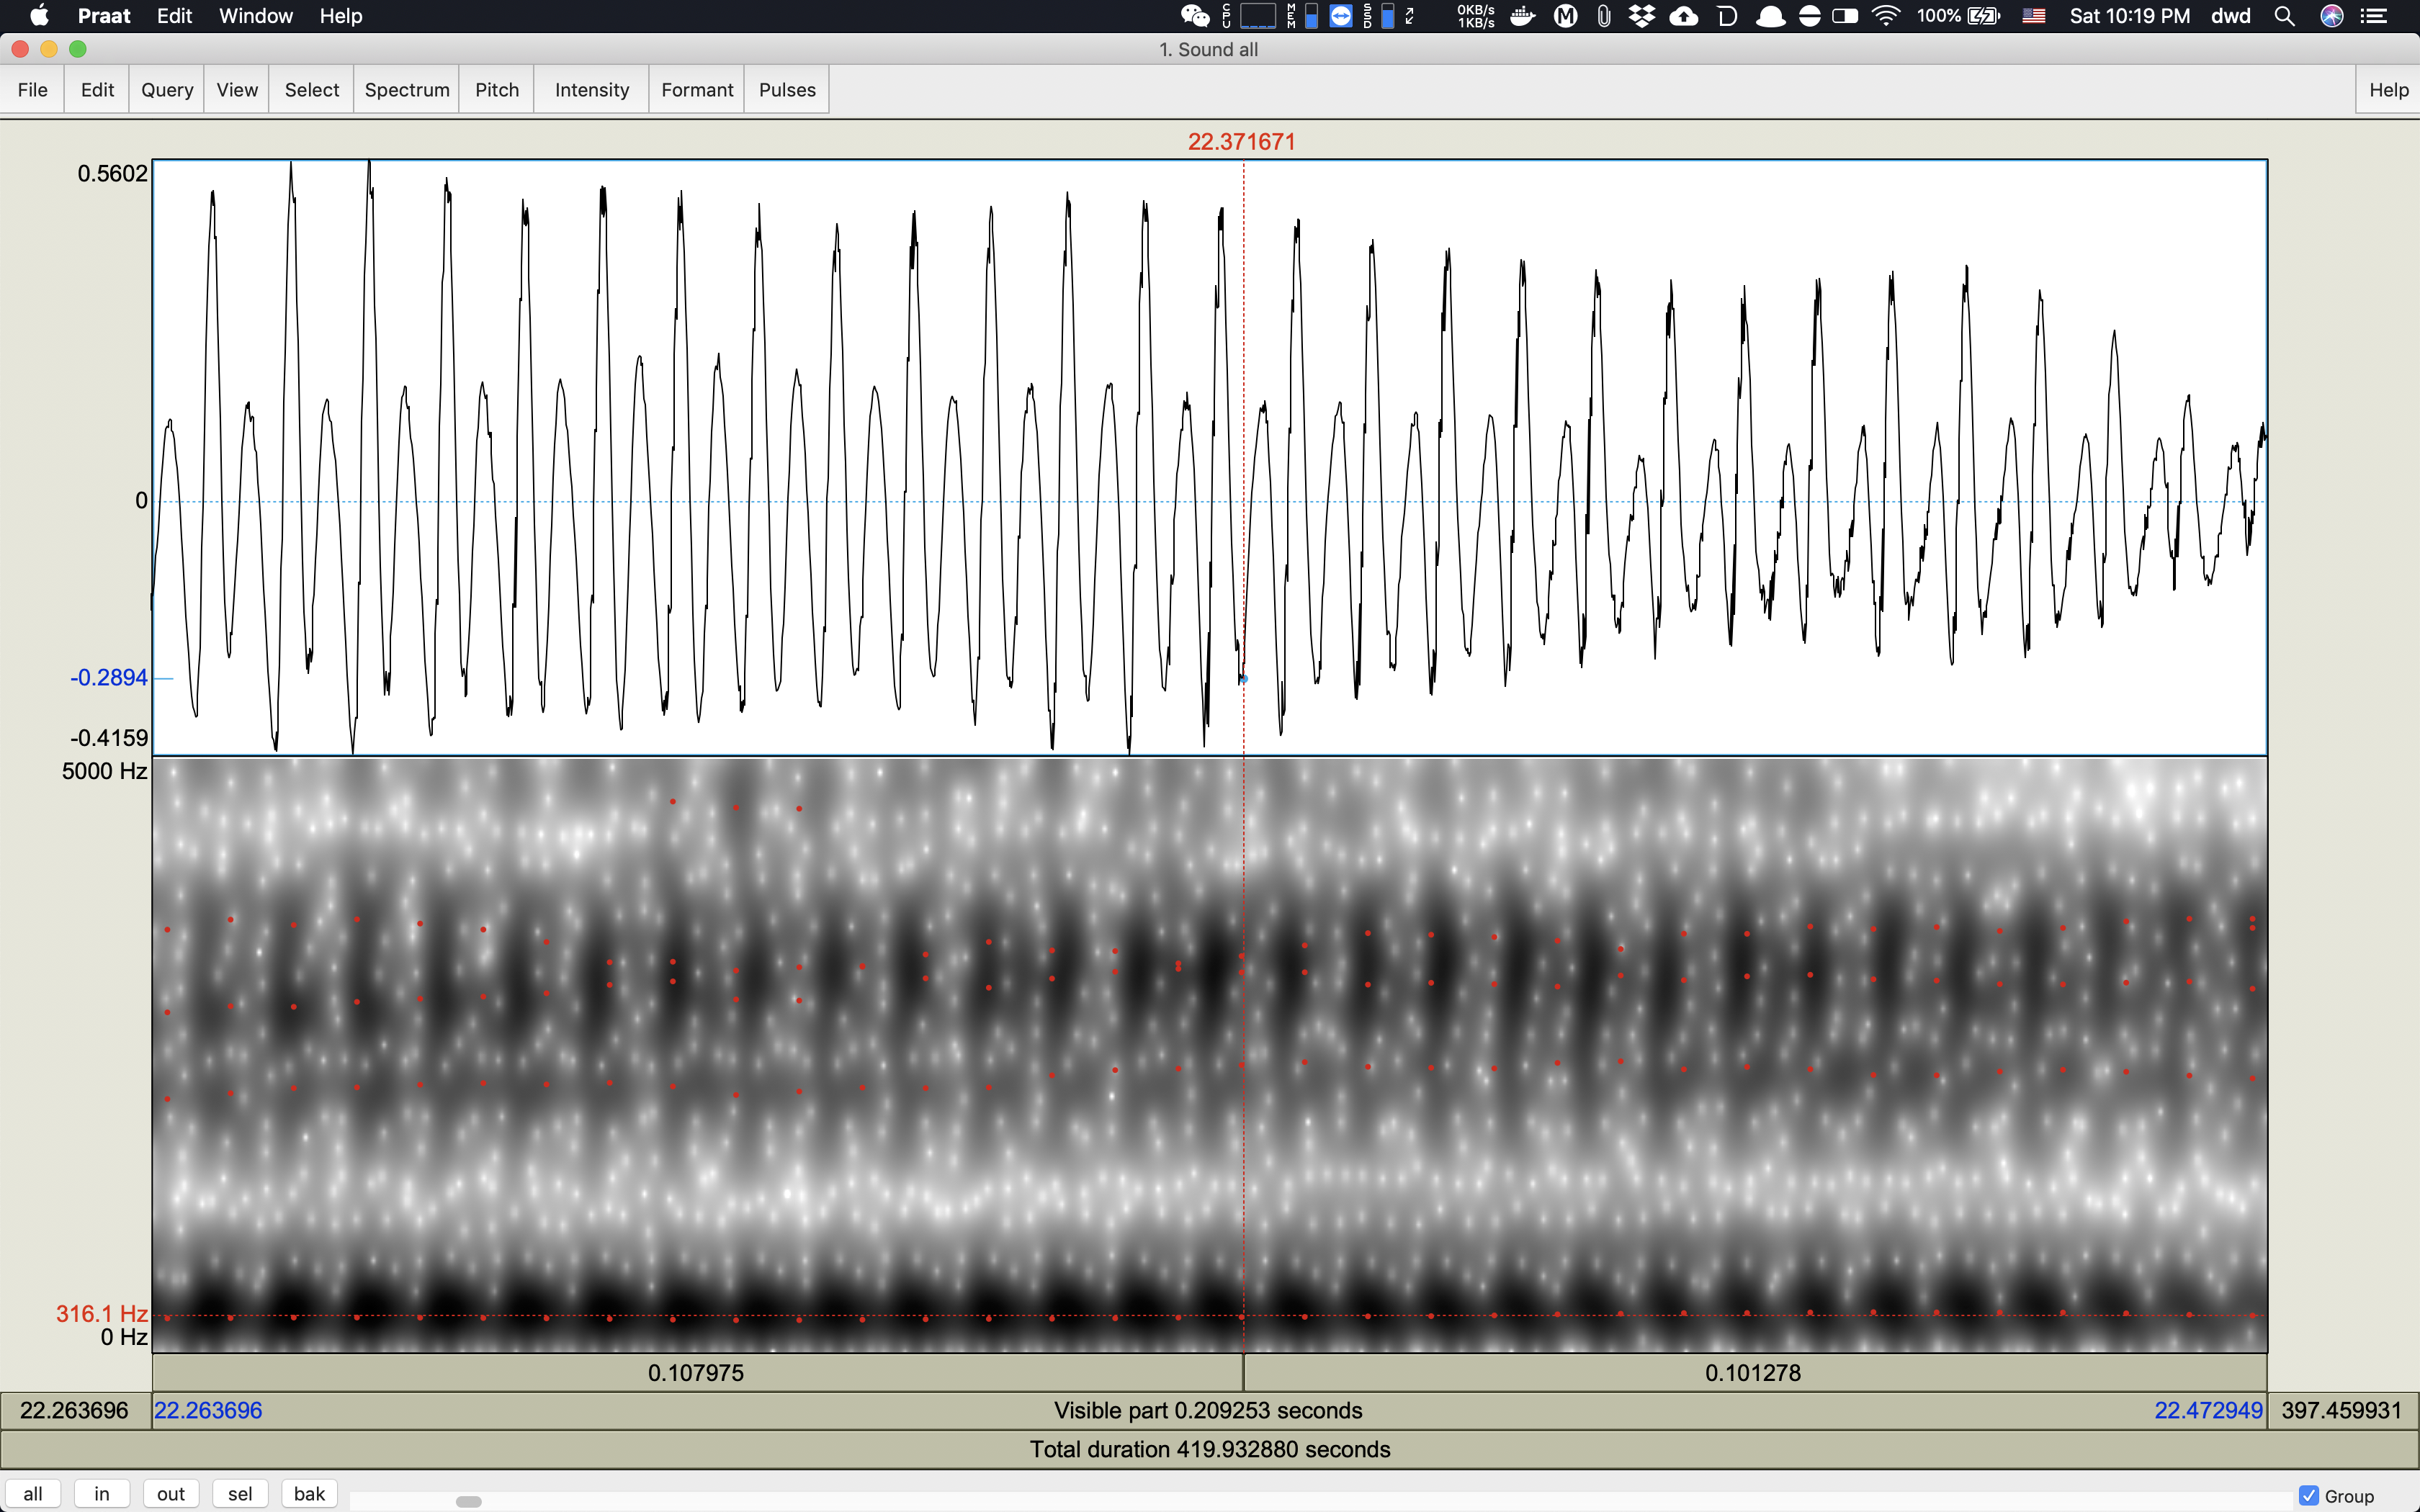 Praat Edit Window Help CPU MEM SSD 0KB/s 1KB/s 100% Sat 10:19 PM dwd
1. Sound all
File Edit Query View Select Spectrum Pitch Intensity Formant Pulses Help
22.371671
0.5602
0
-0.2894
-0.4159
5000 Hz
316.1 Hz
0 Hz
0.107975 0.101278
22.263696 22.263696 Visible part 0.209253 seconds 22.472949 397.459931
Total duration 419.932880 seconds
all in out sel bak Group